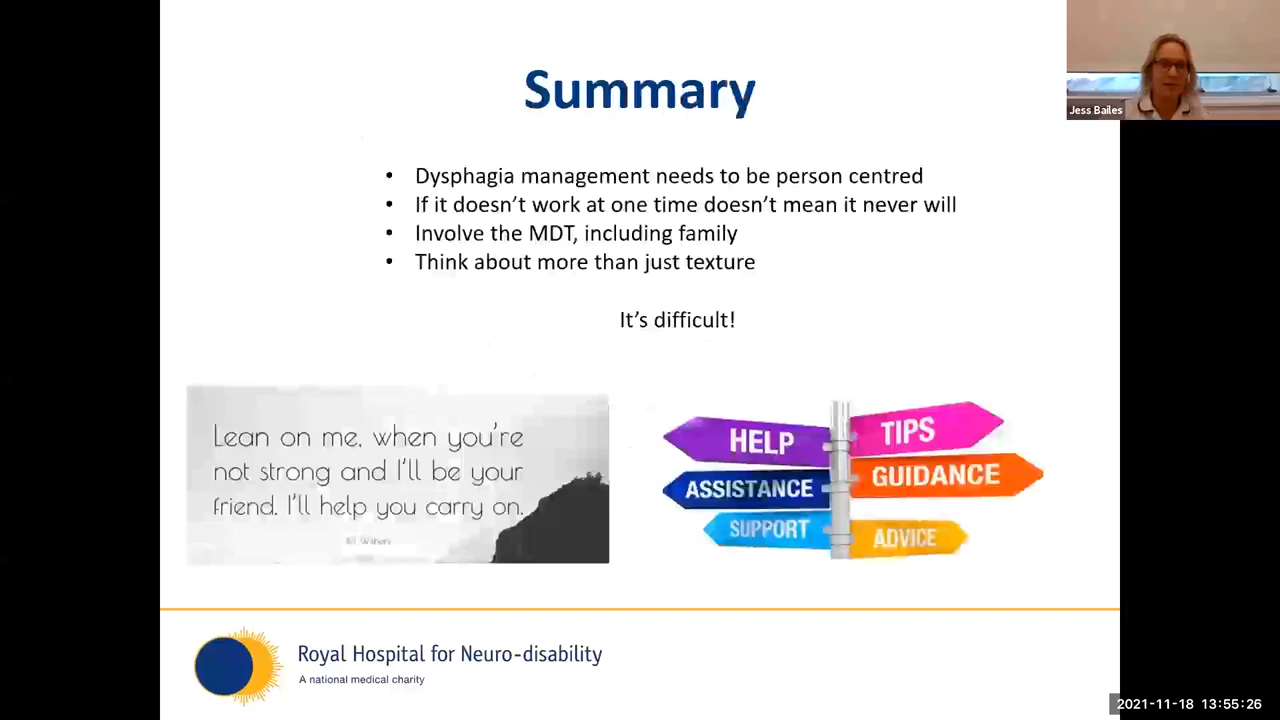 Summary
Jess Bailes
• Dysphagia management needs to be person centred
• If it doesn't work at one time doesn't mean it never will
• Involve the MDT, including family
• Think about more than just texture
It's difficult!
Lean on me, when you're
not strong and I'll be your
friend. I'll help you carry on.
HELP
TIPS
ASSISTANCE
GUIDANCE
SUPPORT
ADVICE
Royal Hospital for Neuro-disability
A national medical charity
2021-11-18 13:55:26